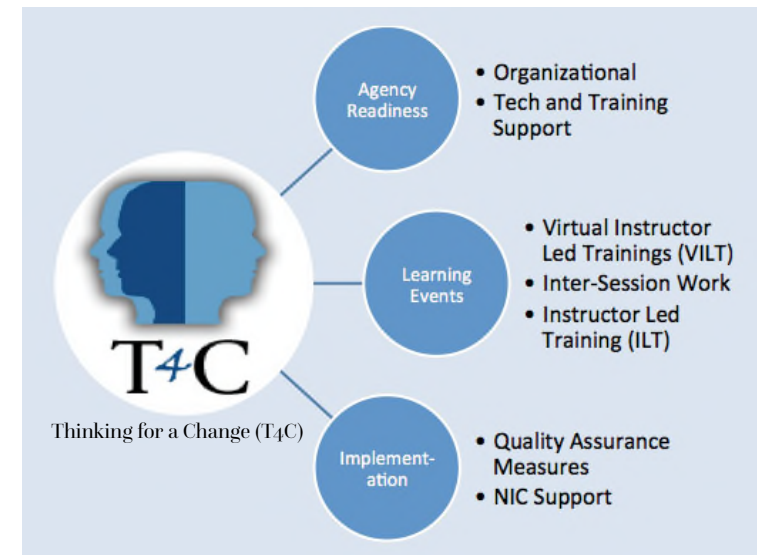 Agency
Readiness
• Organizational
• Tech and Training
Support
T4C
Thinking for a Change (T4C)
Learning
Events
• Virtual Instructor
Led Trainings (VILT)
• Inter-Session Work
• Instructor Led
Training (ILT)
Implement-
ation
• Quality Assurance
Measures
• NIC Support